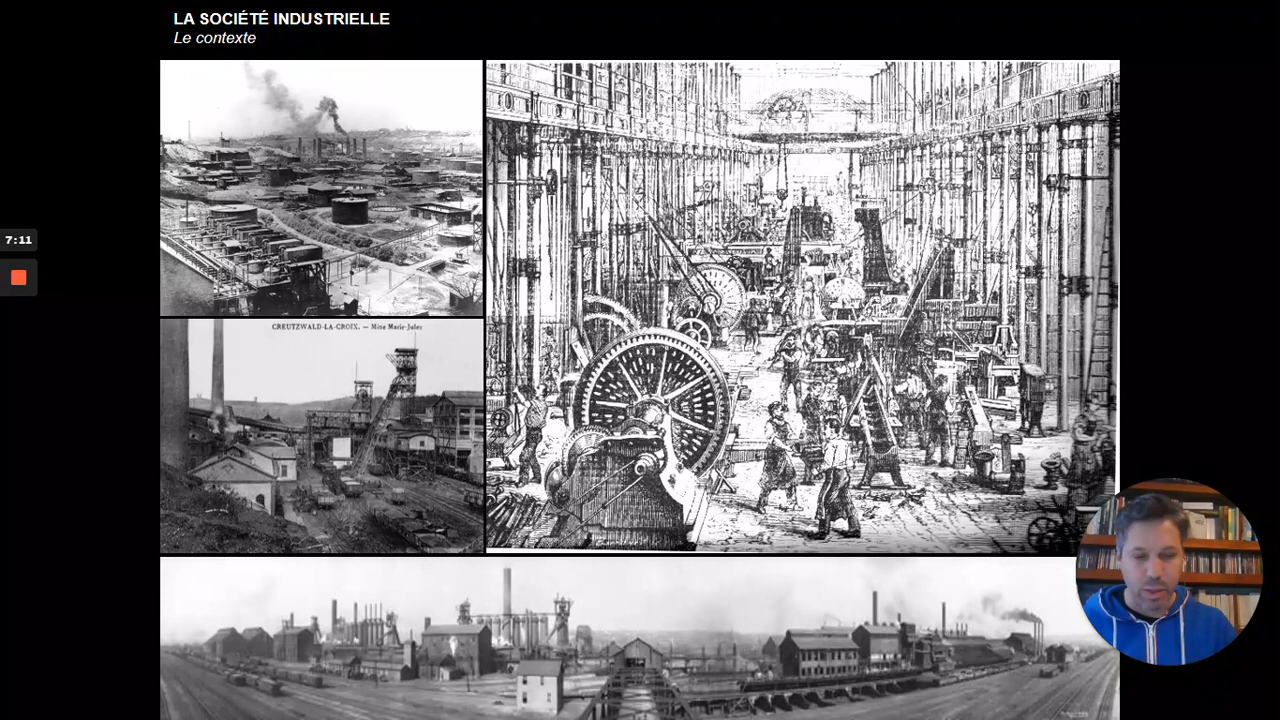 LA SOCIÉTÉ INDUSTRIELLE
Le contexte
7:11
CREUTZWALD-LA-CROIX. — Mine Marie-Jules